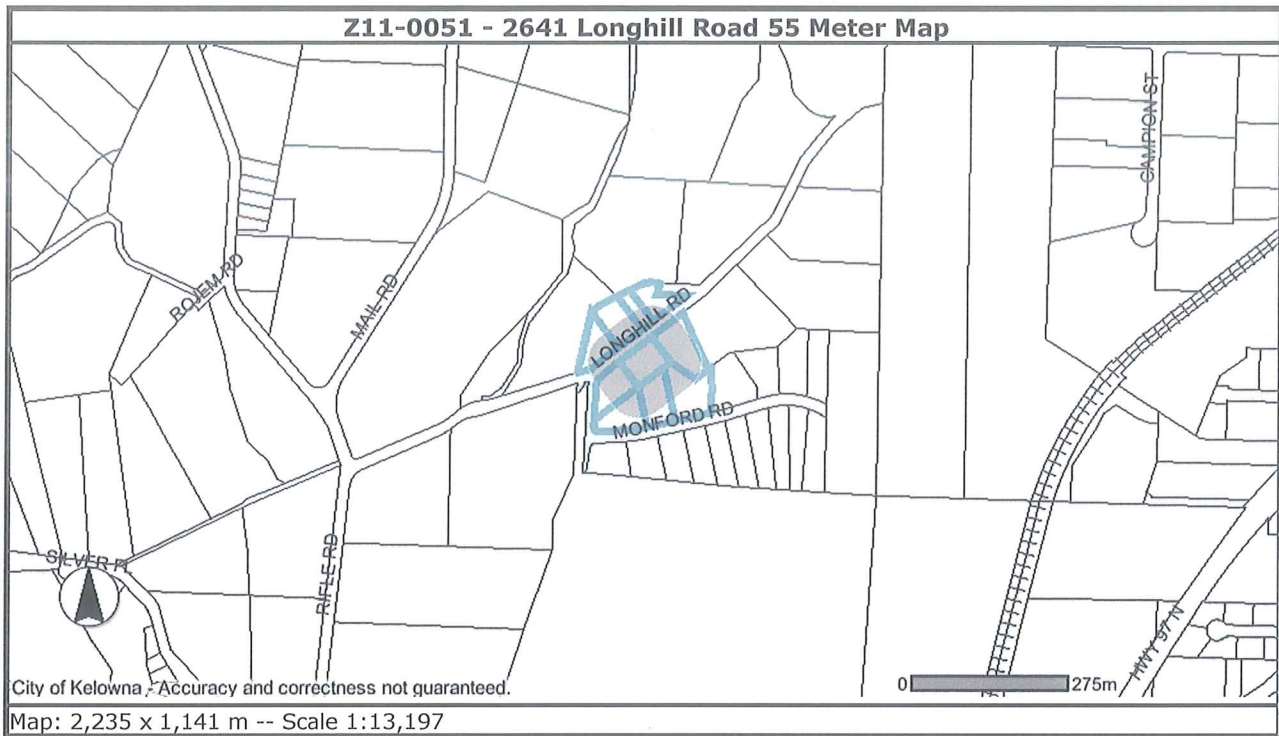 Z11-0051 - 2641 Longhill Road 55 Meter Map
CAMPION ST
ROJEM RD
MAIL RD
LONGHILL RD
MONFORD RD
SILVER PL
RIFLE RD
HWY 97 N
City of Kelowna - Accuracy and correctness not guaranteed.
0 275m
Map: 2,235 x 1,141 m -- Scale 1:13,197